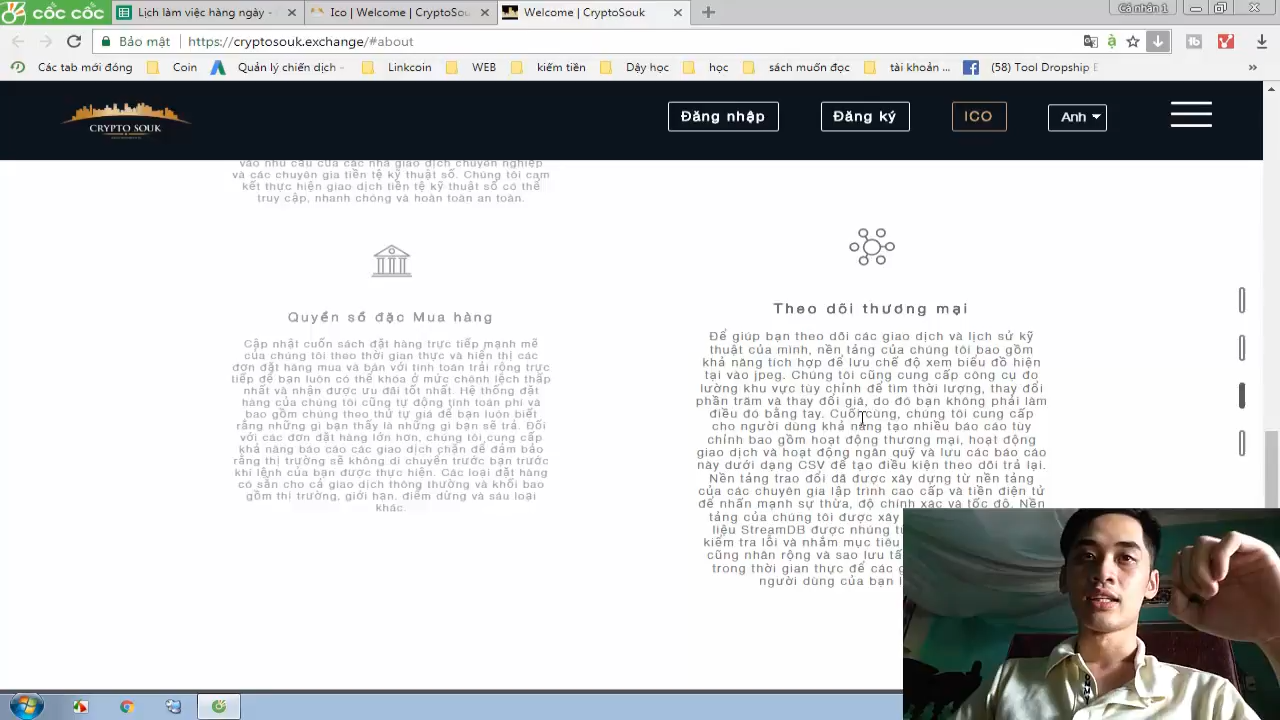 cốc cốc
Lịch làm việc hàng ngày -
Ico | Welcome | CryptoSou
Welcome | CryptoSouk
Cá nhân 1
Bảo mật
https://cryptosouk.exchange/#about
Các tab mới đóng
Coin
Quản lý chiến dịch -
Linkcoin
WEB
kiếm tiền
Dậy học
học
sách muốn đọc
tài khoản ...
(58) Tool Dropship E
»
CRYPTO SOUK
Đăng nhập
Đăng ký
ICO
Anh
vào nhu cầu của các nhà giao dịch chuyên nghiệp
và các chuyên gia tiền tệ kỹ thuật số. Chúng tôi cam
kết thực hiện giao dịch tiền tệ kỹ thuật số có thể
truy cập, nhanh chóng và hoàn toàn an toàn.
Quyển sổ đặc Mua hàng
Cập nhật cuốn sách đặt hàng trực tiếp mạnh mẽ
của chúng tôi theo thời gian thực và hiển thị các
đơn đặt hàng mua và bán với tính toán trải rộng trực
tiếp để bạn luôn có thể khóa ở mức chênh lệch thấp
nhất và nhận được ưu đãi tốt nhất. Hệ thống đặt
hàng của chúng tôi cũng tự động tính toán phí và
bao gồm chúng theo thứ tự giá để bạn luôn biết
rằng những gì bạn thấy là những gì bạn sẽ trả. Đối
với các đơn đặt hàng lớn hơn, chúng tôi cung cấp
khả năng báo cáo các giao dịch chặn để đảm bảo
rằng thị trường sẽ không di chuyển trước bạn trước
khi lệnh của bạn được thực hiện. Các loại đặt hàng
có sẵn cho cả giao dịch thông thường và khối bao
gồm thị trường, giới hạn. điểm dừng và sáu loại
khác.
Theo dõi thương mại
Để giúp bạn theo dõi các giao dịch và lịch sử kỹ
thuật của mình, nền tảng của chúng tôi bao gồm
khả năng tích hợp để lưu chế độ xem biểu đồ hiện
tại vào jpeg. Chúng tôi cũng cung cấp công cụ đo
lường khu vực tùy chỉnh để tìm thời lượng, thay đổi
phần trăm và thay đổi giá, do đó bạn không phải làm
điều đó bằng tay. Cuối cùng, chúng tôi cung cấp
cho người dùng khả năng tạo nhiều báo cáo tùy
chỉnh bao gồm hoạt động thương mại, hoạt động
giao dịch và hoạt động ngân quỹ và lưu các báo cáo
này dưới dạng CSV để tạo điều kiện theo dõi trả lại.
Nền tảng trao đổi đã được xây dựng từ nền tảng
của các chuyên gia lập trình cao cấp và tiền điện tử
để nhấn mạnh sự thừa, độ chính xác và tốc độ. Nền
tảng của chúng tôi được xây
liệu StreamDB được nhúng tù
kiểm tra lỗi và nhắm mục tiêu
cũng nhân rộng và sao lưu tấ
trong thời gian thực để các g
người dùng của bạn l